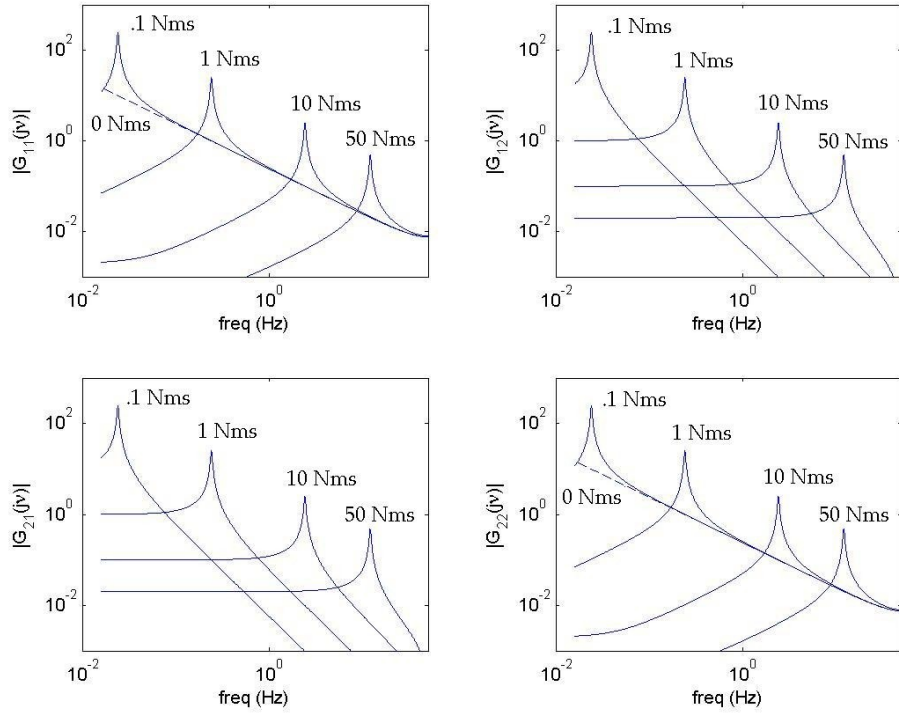 |G11(jν)|
10^2
10^0
10^-2
.1 Nms
1 Nms
10 Nms
50 Nms
0 Nms
10^-2
10^0
freq (Hz)
|G12(jν)|
10^2
10^0
10^-2
.1 Nms
1 Nms
10 Nms
50 Nms
10^-2
10^0
freq (Hz)
|G21(jν)|
10^2
10^0
10^-2
.1 Nms
1 Nms
10 Nms
50 Nms
10^-2
10^0
freq (Hz)
|G22(jν)|
10^2
10^0
10^-2
.1 Nms
1 Nms
10 Nms
50 Nms
0 Nms
10^-2
10^0
freq (Hz)